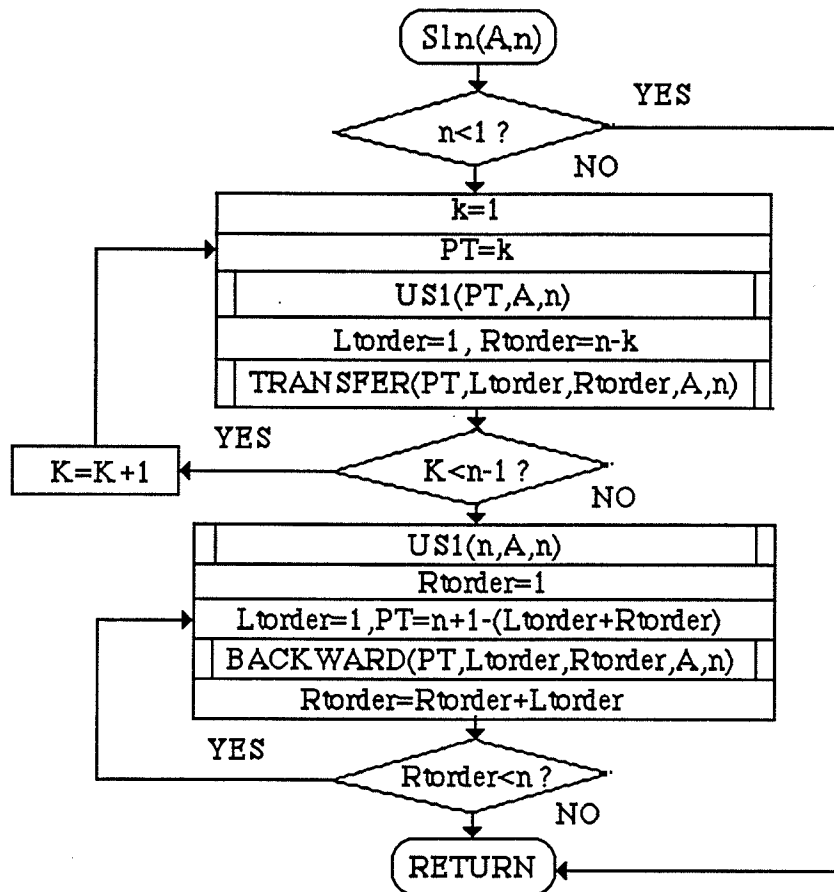 Sln(A,n)
YES
n<1 ?
NO
k=1
PT=k
US1(PT,A,n)
Ltorder=1, Rtorder=n-k
TRANSFER(PT,Ltorder,Rtorder,A,n)
YES
K=K+1
K<n-1 ?
NO
US1(n,A,n)
Rtorder=1
Ltorder=1,PT=n+1-(Ltorder+Rtorder)
BACKWARD(PT,Ltorder,Rtorder,A,n)
Rtorder=Rtorder+Ltorder
YES
Rtorder<n ?
NO
RETURN